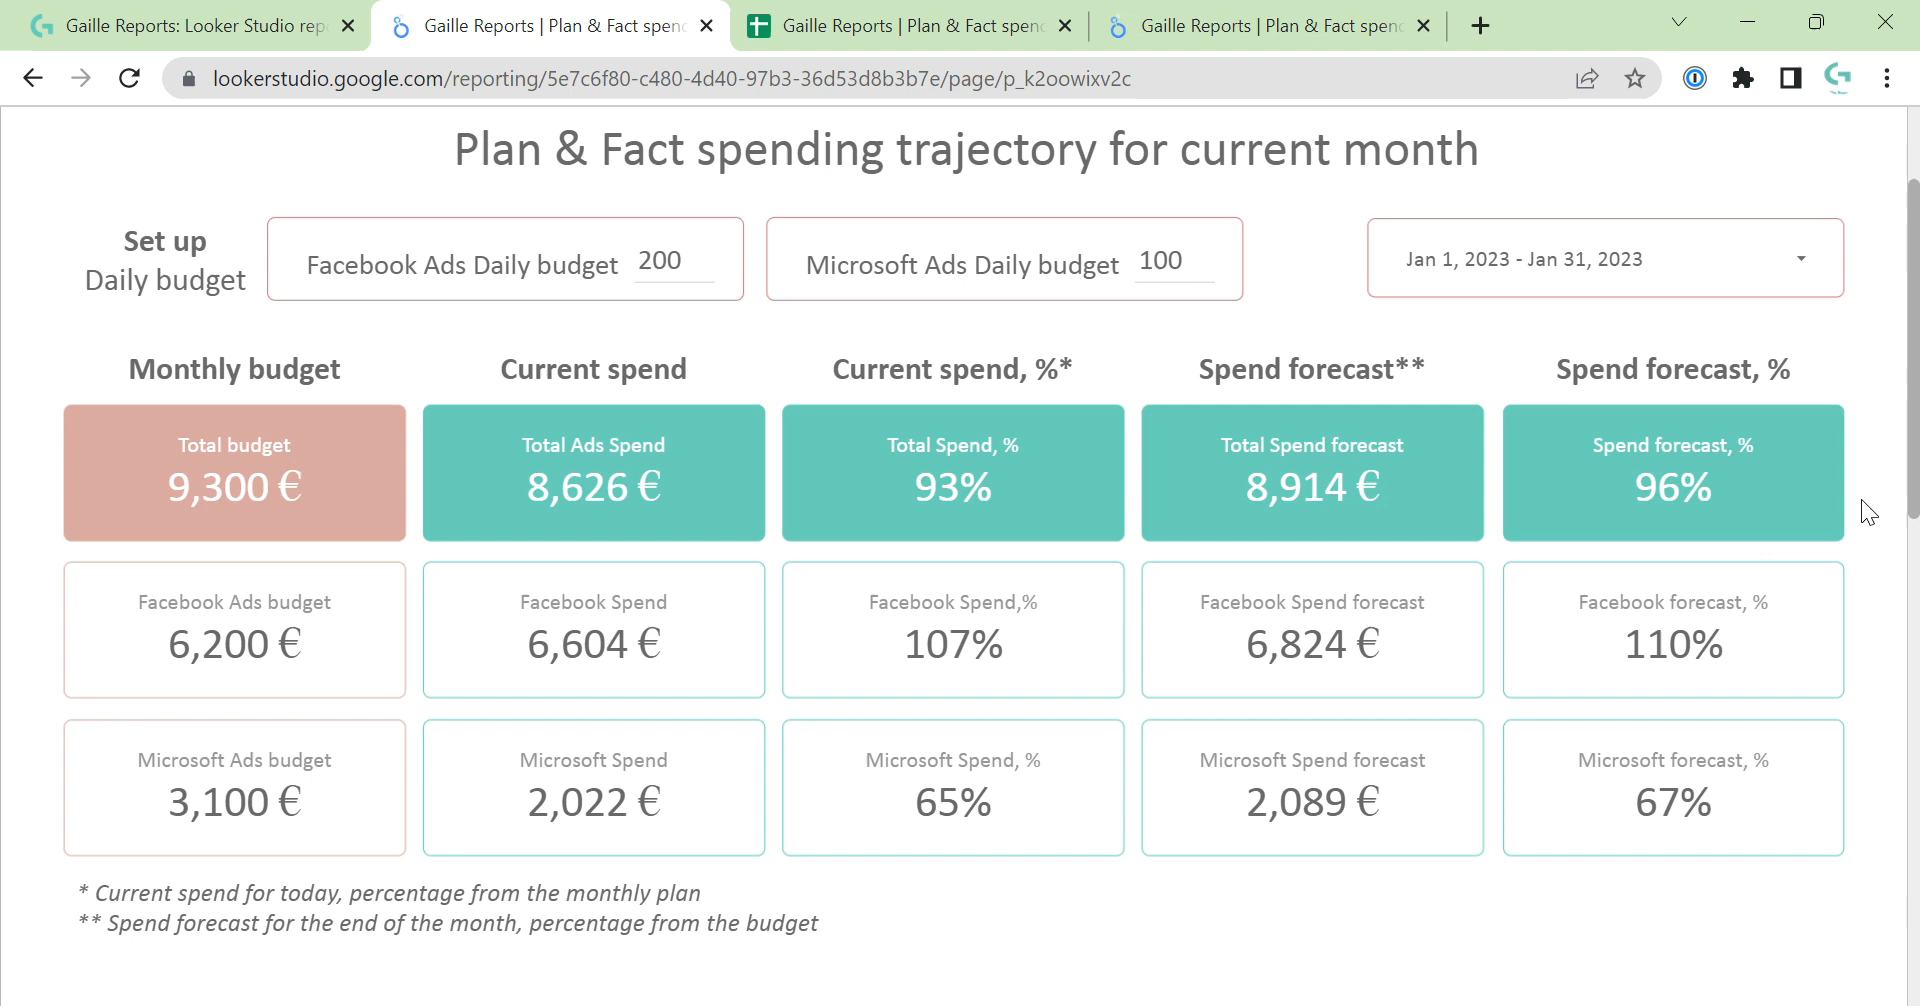 Gaille Reports: Looker Studio rep
Gaille Reports | Plan & Fact spen
Gaille Reports | Plan & Fact spen
Gaille Reports | Plan & Fact spen
lookerstudio.google.com/reporting/5e7c6f80-c480-4d40-97b3-36d53d8b3b7e/page/p_k2oowixv2c
Plan & Fact spending trajectory for current month
Set up
Daily budget
Facebook Ads Daily budget 200
Microsoft Ads Daily budget 100
Jan 1, 2023 - Jan 31, 2023
Monthly budget
Current spend
Current spend, %*
Spend forecast**
Spend forecast, %
Total budget
9,300 €
Total Ads Spend
8,626 €
Total Spend, %
93%
Total Spend forecast
8,914 €
Spend forecast, %
96%
Facebook Ads budget
6,200 €
Facebook Spend
6,604 €
Facebook Spend,%
107%
Facebook Spend forecast
6,824 €
Facebook forecast, %
110%
Microsoft Ads budget
3,100 €
Microsoft Spend
2,022 €
Microsoft Spend, %
65%
Microsoft Spend forecast
2,089 €
Microsoft forecast, %
67%
* Current spend for today, percentage from the monthly plan
** Spend forecast for the end of the month, percentage from the budget